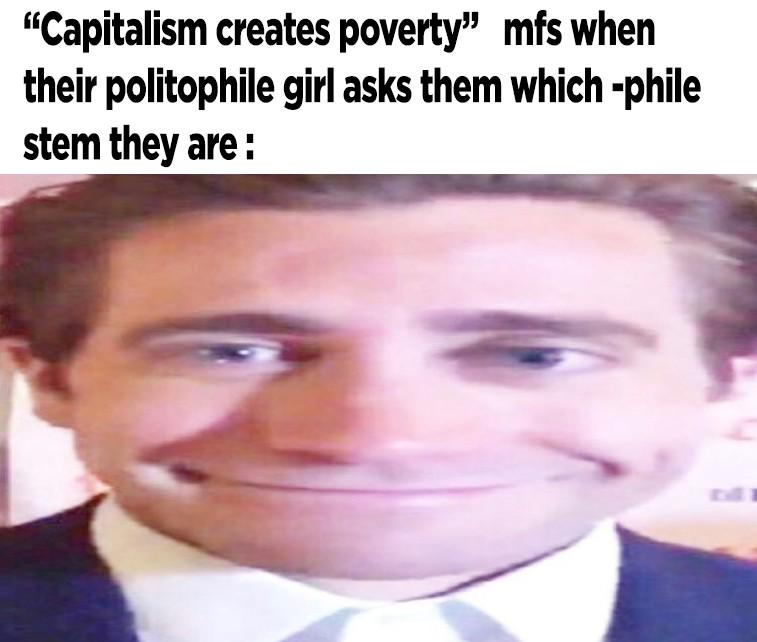 “Capitalism creates poverty” mfs when
their politophile girl asks them which -phile
stem they are :